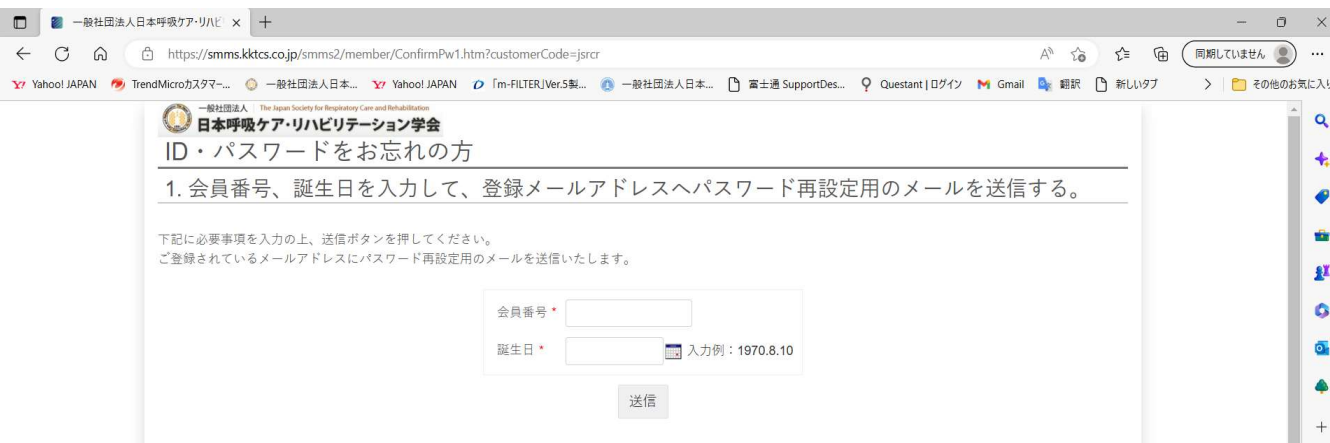 一般社団法人日本呼吸ケア・リハビ
https://smms.kktcs.co.jp/smms2/member/ConfirmPw1.htm?customerCode=jsrcr
同期していません
Yahoo! JAPAN
TrendMicroカスタマー...
一般社団法人日本...
Yahoo! JAPAN
「m-FILTER」Ver.5製...
一般社団法人日本...
富士通 SupportDes...
Questant | ログイン
Gmail
翻訳
新しいタブ
その他のお気に入り
一般社団法人 The Japan Society for Respiratory Care and Rehabilitation
日本呼吸ケア・リハビリテーション学会
ID・パスワードをお忘れの方
1. 会員番号、誕生日を入力して、登録メールアドレスへパスワード再設定用のメールを送信する。
下記に必要事項を入力の上、送信ボタンを押してください。
ご登録されているメールアドレスにパスワード再設定用のメールを送信いたします。
会員番号 *
誕生日 * 入力例：1970.8.10
送信